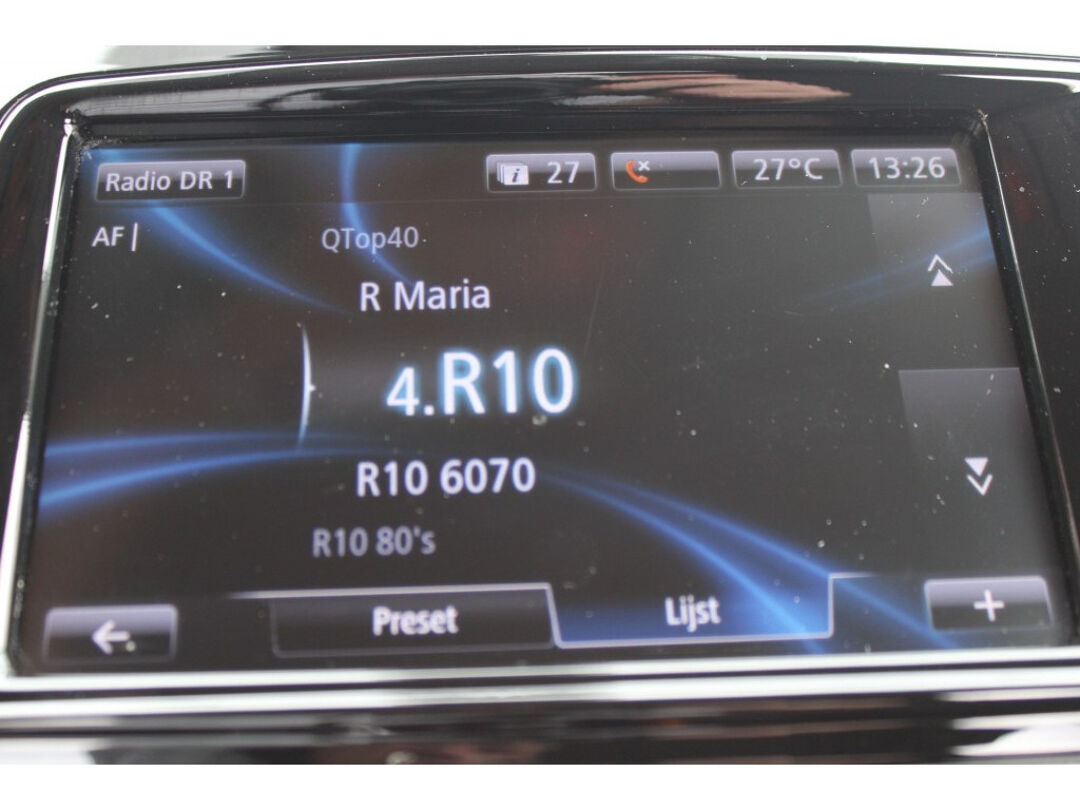 Radio DR 1
27
27°C
13:26
AF
QTop40
R Maria
4.R10
R10 6070
R10 80's
Preset
Lijst